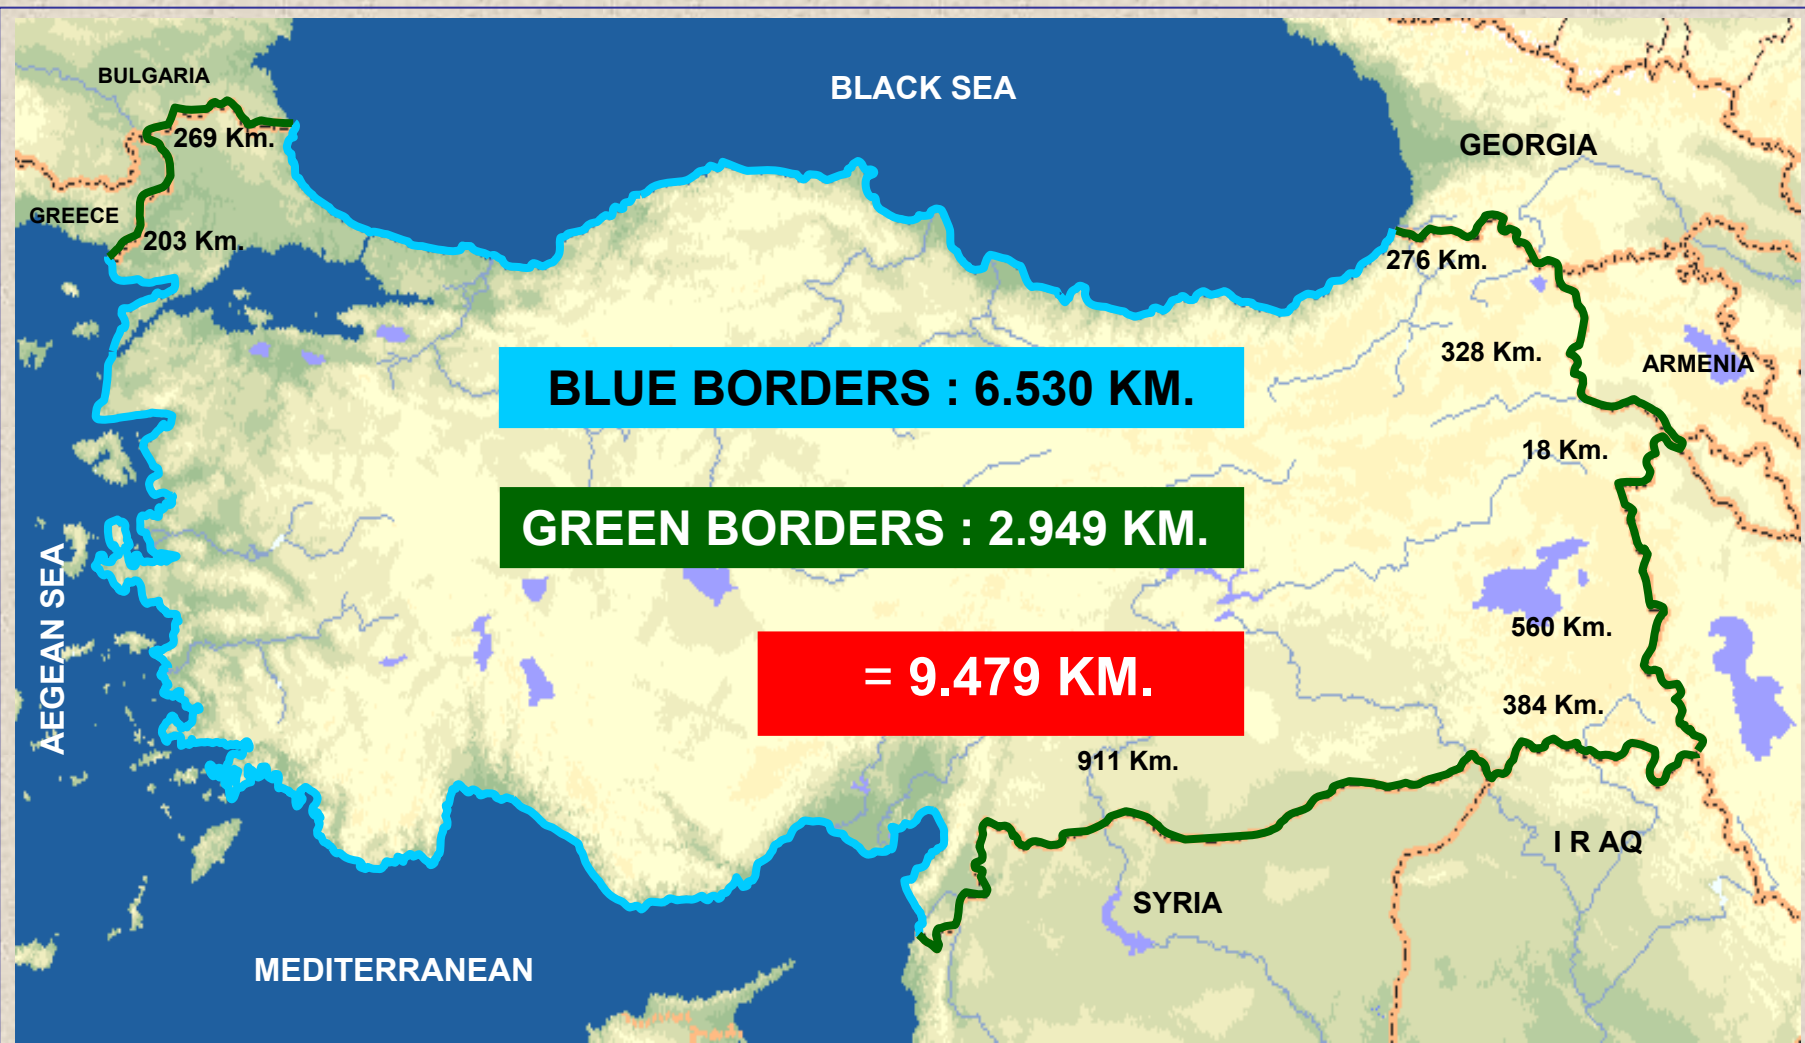 BULGARIA
BLACK SEA
269 Km.
GEORGIA
GREECE
203 Km.
276 Km.
328 Km.
ARMENIA
BLUE BORDERS : 6.530 KM.
18 Km.
GREEN BORDERS : 2.949 KM.
AEGEAN SEA
560 Km.
= 9.479 KM.
384 Km.
911 Km.
I R AQ
SYRIA
MEDITERRANEAN